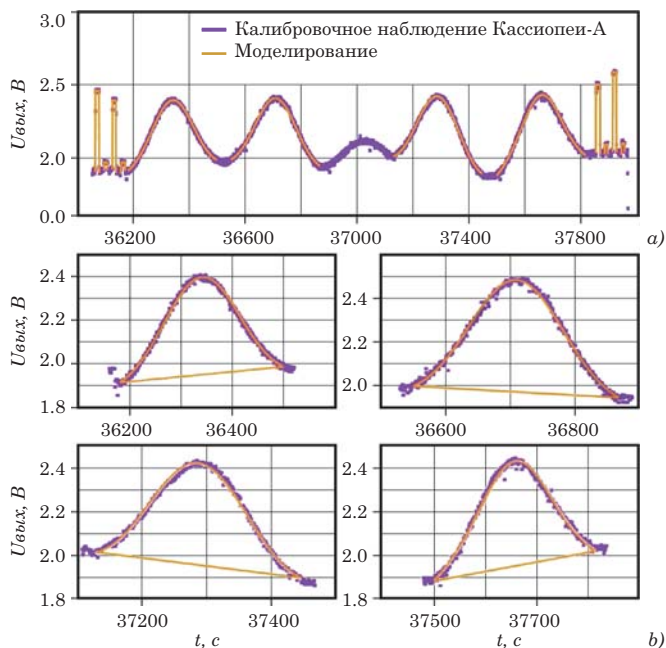 3.0
Калибровочное наблюдение Кассиопеи-А
Моделирование
2.5
Uвых, В
2.0
0.0
36200 36600 37000 37400 37800 а)
2.4
2.2
Uвых, В
2.0
1.8
36200 36400
2.4
2.2
2.0
36600 36800
2.4
2.2
Uвых, В
2.0
1.8
37200 37400
t, с
2.4
2.2
2.0
1.8
37500 37700
t, с
b)